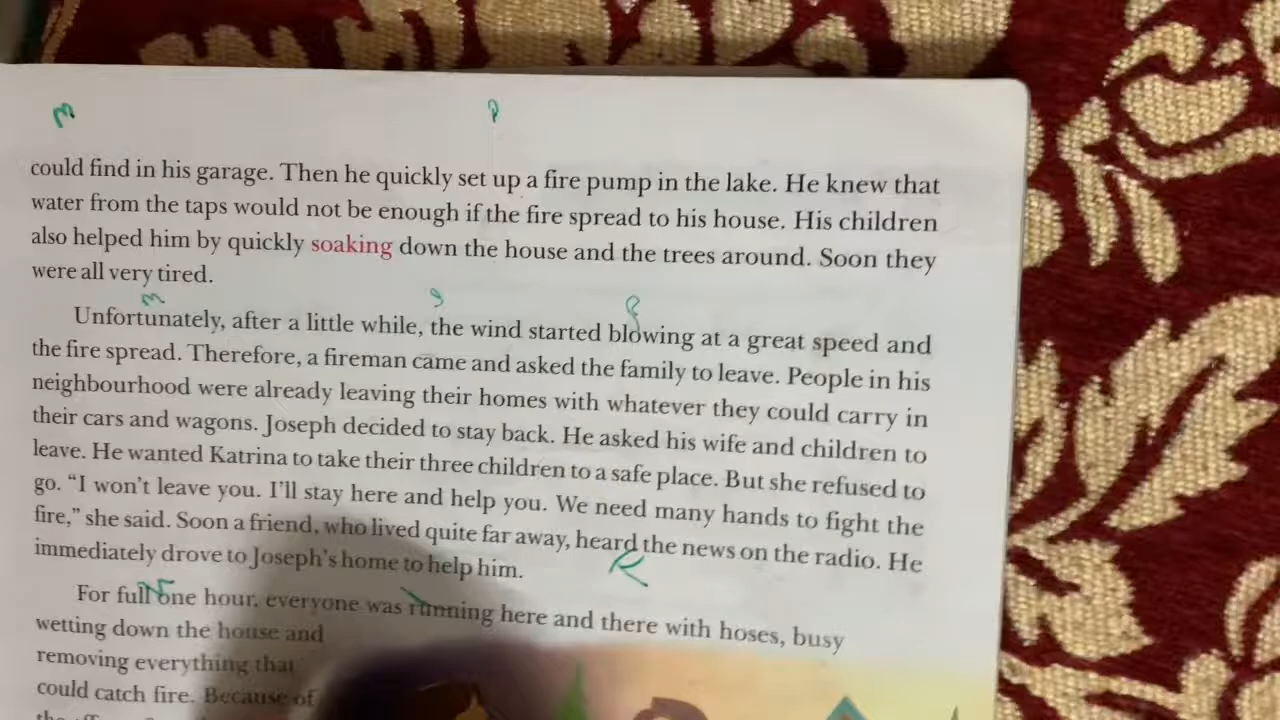 could find in his garage. Then he quickly set up a fire pump in the lake. He knew that
water from the taps would not be enough if the fire spread to his house. His children
also helped him by quickly soaking down the house and the trees around. Soon they
were all very tired.
Unfortunately, after a little while, the wind started blowing at a great speed and
the fire spread. Therefore, a fireman came and asked the family to leave. People in his
neighbourhood were already leaving their homes with whatever they could carry in
their cars and wagons. Joseph decided to stay back. He asked his wife and children to
leave. He wanted Katrina to take their three children to a safe place. But she refused to
go. “I won’t leave you. I’ll stay here and help you. We need many hands to fight the
fire,” she said. Soon a friend, who lived quite far away, heard the news on the radio. He
immediately drove to Joseph’s home to help him.
For full one hour, everyone was running here and there with hoses, busy
wetting down the house and
removing everything that
could catch fire. Because of